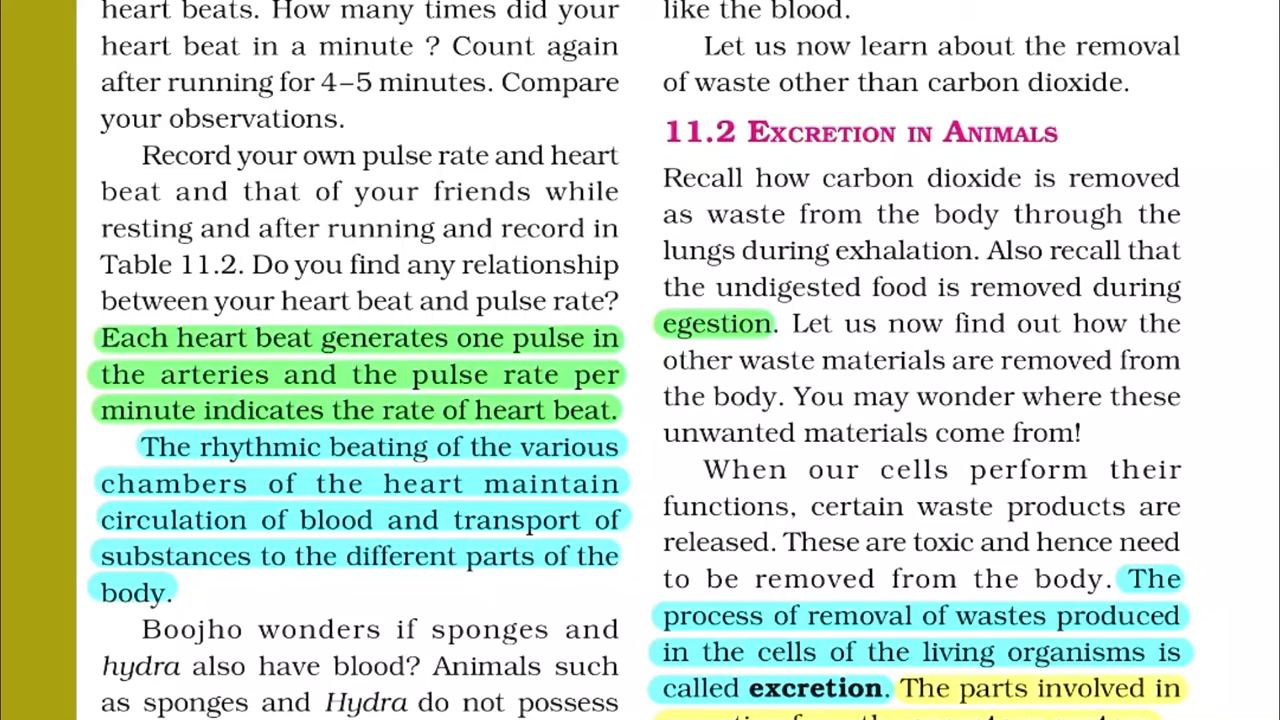 heart beats. How many times did your
heart beat in a minute ? Count again
after running for 4–5 minutes. Compare
your observations.
Record your own pulse rate and heart
beat and that of your friends while
resting and after running and record in
Table 11.2. Do you find any relationship
between your heart beat and pulse rate?
Each heart beat generates one pulse in
the arteries and the pulse rate per
minute indicates the rate of heart beat.
The rhythmic beating of the various
chambers of the heart maintain
circulation of blood and transport of
substances to the different parts of the
body.
Boojho wonders if sponges and
hydra also have blood? Animals such
as sponges and Hydra do not possess
like the blood.
Let us now learn about the removal
of waste other than carbon dioxide.
11.2 EXCRETION IN ANIMALS
Recall how carbon dioxide is removed
as waste from the body through the
lungs during exhalation. Also recall that
the undigested food is removed during
egestion. Let us now find out how the
other waste materials are removed from
the body. You may wonder where these
unwanted materials come from!
When our cells perform their
functions, certain waste products are
released. These are toxic and hence need
to be removed from the body. The
process of removal of wastes produced
in the cells of the living organisms is
called excretion. The parts involved in